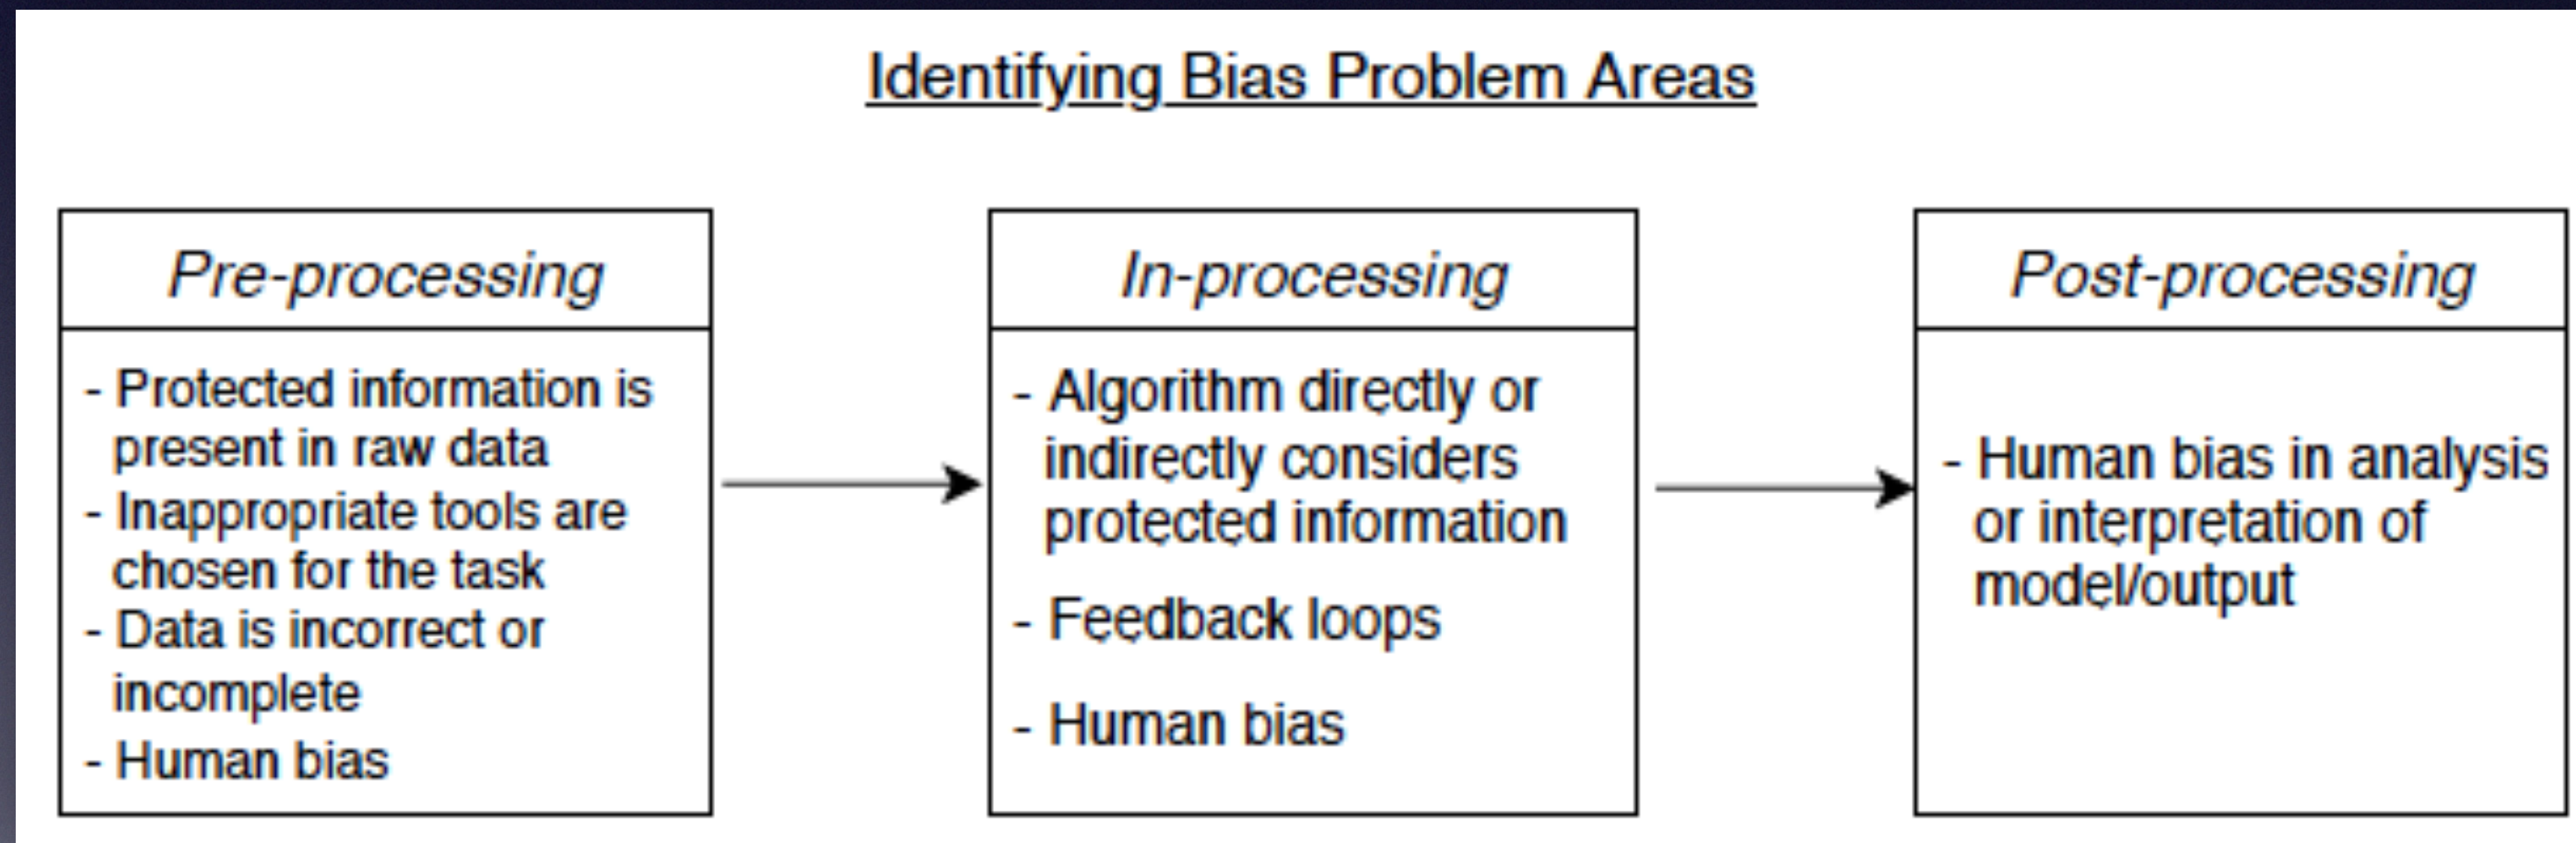 Identifying Bias Problem Areas
Pre-processing
- Protected information is
present in raw data
- Inappropriate tools are
chosen for the task
- Data is incorrect or
incomplete
- Human bias
In-processing
- Algorithm directly or
indirectly considers
protected information
- Feedback loops
- Human bias
Post-processing
- Human bias in analysis
or interpretation of
model/output